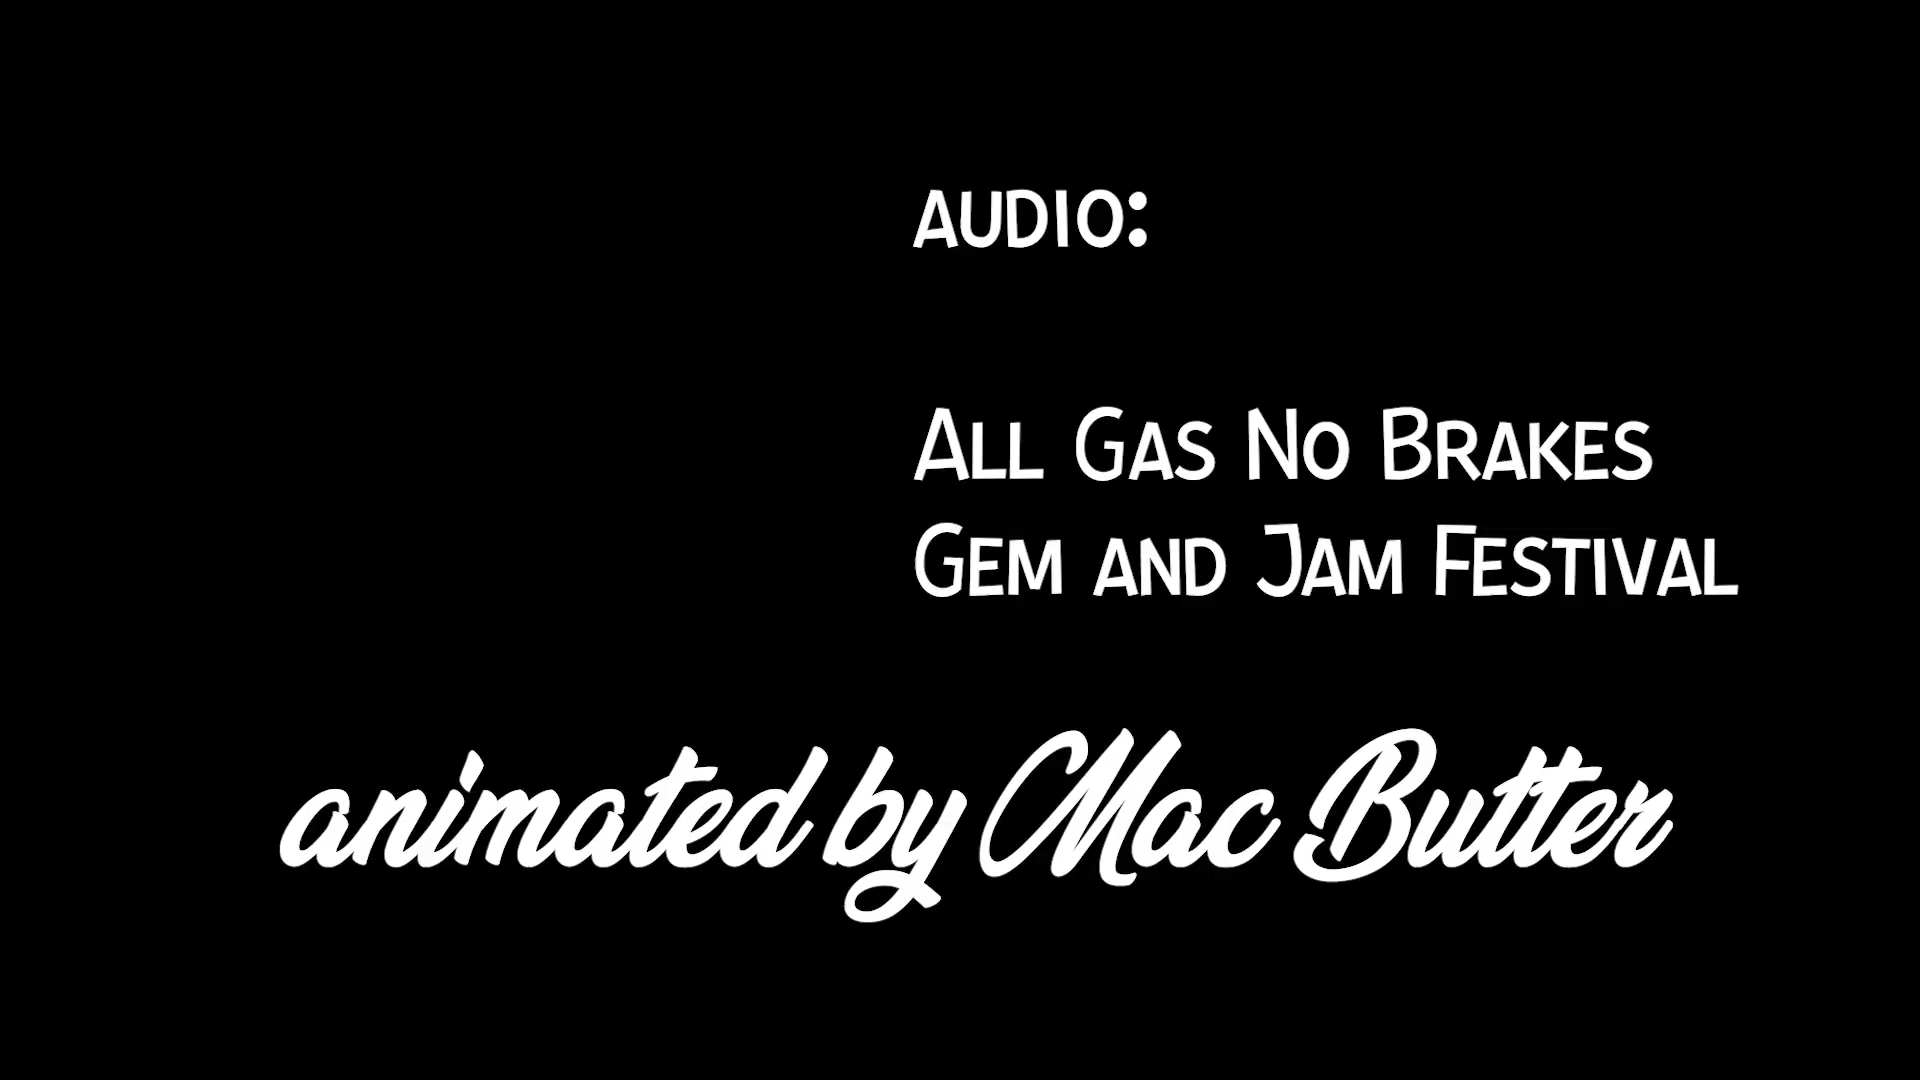 AUDIO:
ALL GAS NO BRAKES
GEM AND JAM FESTIVAL
animated by Mac Butter